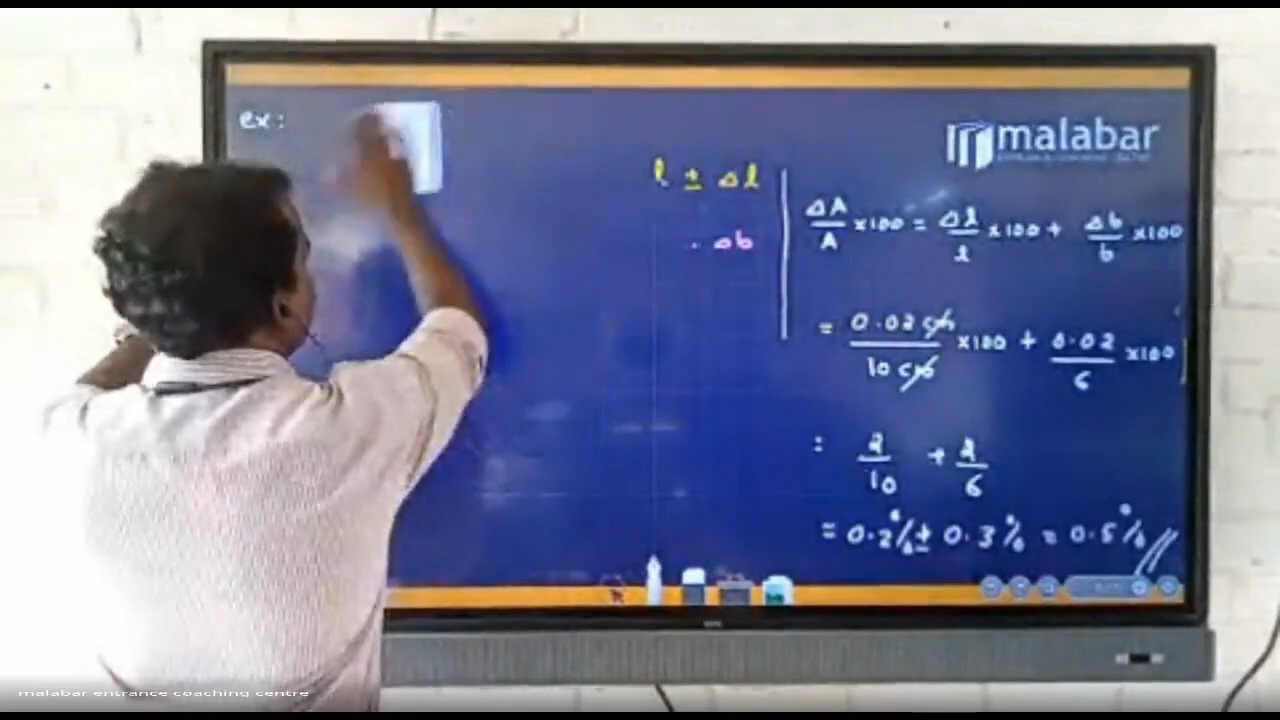 ex:
malabar
l ± Δl
. Δb
ΔA/A ×100 = Δl/l ×100 + Δb/b ×100
= 0.02 cm/10 cm ×100 + 0.02/6 ×100
= 2/10 + 2/6
= 0.2% ± 0.3% = 0.5%
malabar entrance coaching centre